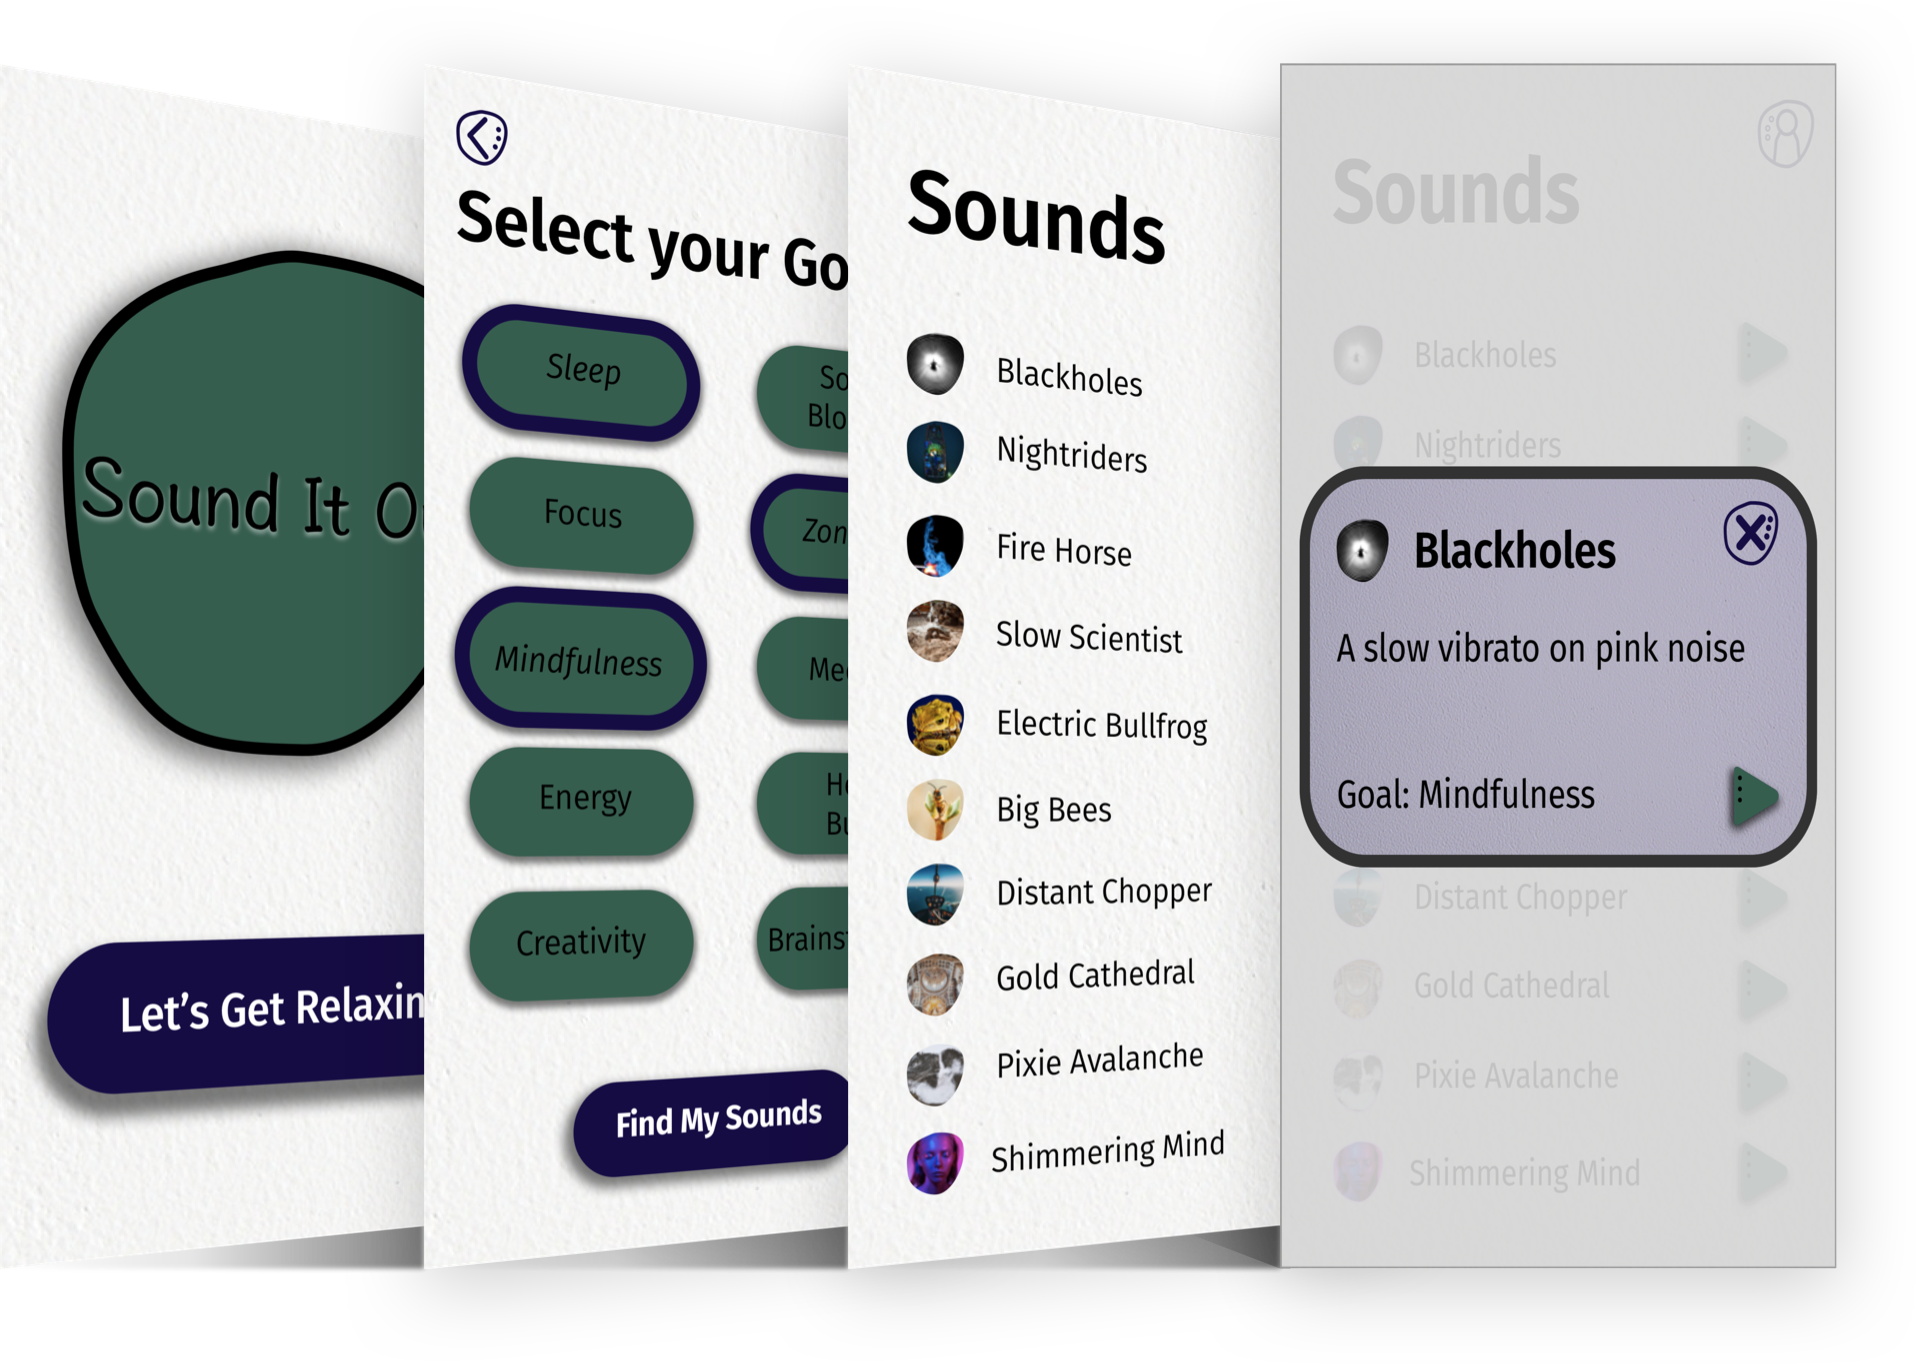 Sound It O
Let's Get Relaxin
Select your Go
Sleep
So
Blo
Focus
Zon
Mindfulness
Me
Energy
He
Bu
Creativity
Brainst
Find My Sounds
Sounds
Blackholes
Nightriders
Fire Horse
Slow Scientist
Electric Bullfrog
Big Bees
Distant Chopper
Gold Cathedral
Pixie Avalanche
Shimmering Mind
Sounds
Blackholes
Nightriders
Blackholes
A slow vibrato on pink noise
Goal: Mindfulness
Distant Chopper
Gold Cathedral
Pixie Avalanche
Shimmering Mind